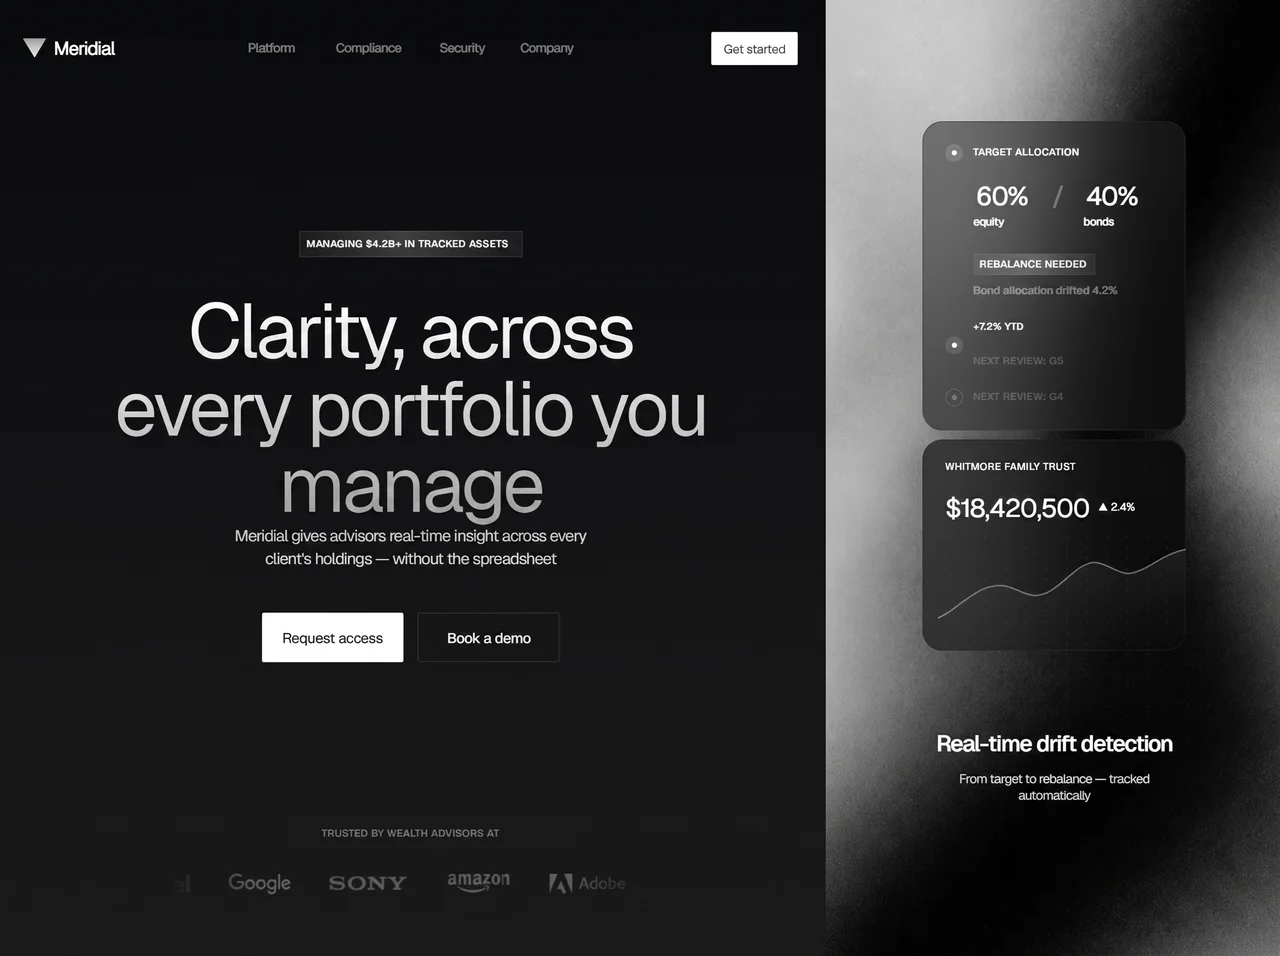 Meridial
Platform
Compliance
Security
Company
Get started
MANAGING $4.2B+ IN TRACKED ASSETS
Clarity, across
every portfolio you
manage
Meridial gives advisors real-time insight across every
client's holdings — without the spreadsheet
Request access
Book a demo
TRUSTED BY WEALTH ADVISORS AT
el
Google
SONY
amazon
Adobe
TARGET ALLOCATION
60% / 40%
equity
bonds
REBALANCE NEEDED
Bond allocation drifted 4.2%
+7.2% YTD
NEXT REVIEW: G5
NEXT REVIEW: G4
WHITMORE FAMILY TRUST
$18,420,500 ▲ 2.4%
Real-time drift detection
From target to rebalance — tracked
automatically